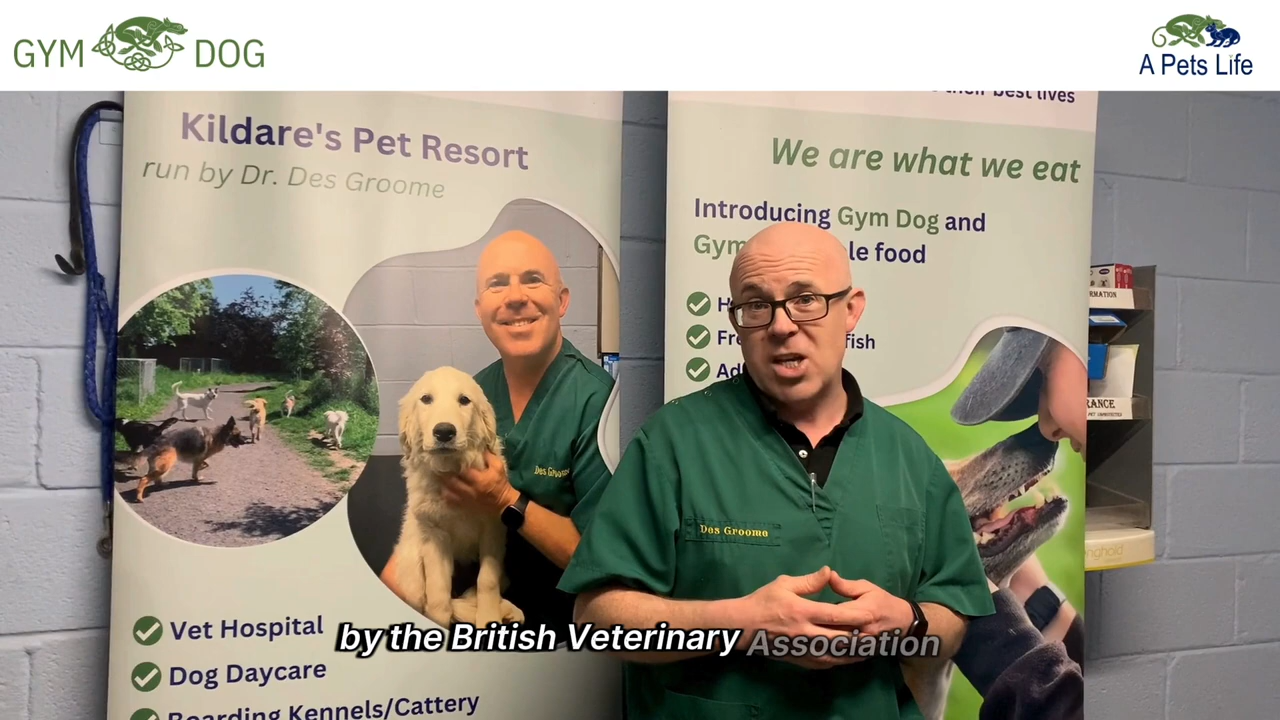 GYM DOG
A Pets Life
their best lives
Kildare's Pet Resort
run by Dr. Des Groome
We are what we eat
Introducing Gym Dog and
Gym le food
fish
Des Groome
Des Groome
Vet Hospital
Dog Daycare
Boarding Kennels/Cattery
by the British Veterinary Association